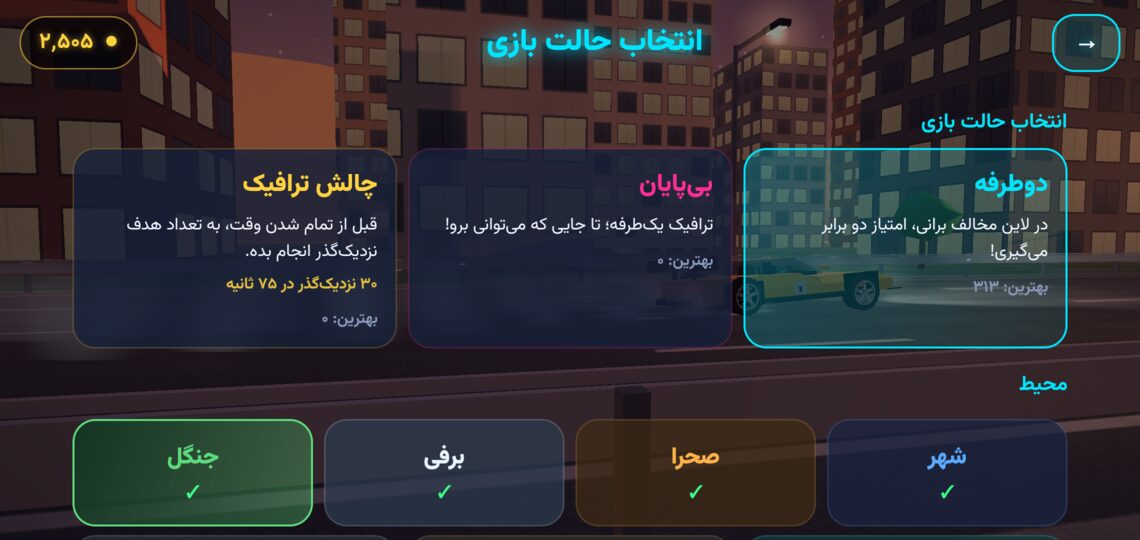 →
انتخاب حالت بازی
۲,۵۰۵
انتخاب حالت بازی
دوطرفه
در لاین مخالف برانی، امتیاز دو برابر
می‌گیری!
بهترین: ۳۱۳
بی‌پایان
ترافیک یک‌طرفه؛ تا جایی که می‌توانی برو!
بهترین: ۰
چالش ترافیک
قبل از تمام شدن وقت، به تعداد هدف
نزدیک‌گذر انجام بده.
۳۰ نزدیک‌گذر در ۷۵ ثانیه
بهترین: ۰
محیط
شهر
✓
صحرا
✓
برفی
✓
جنگل
✓